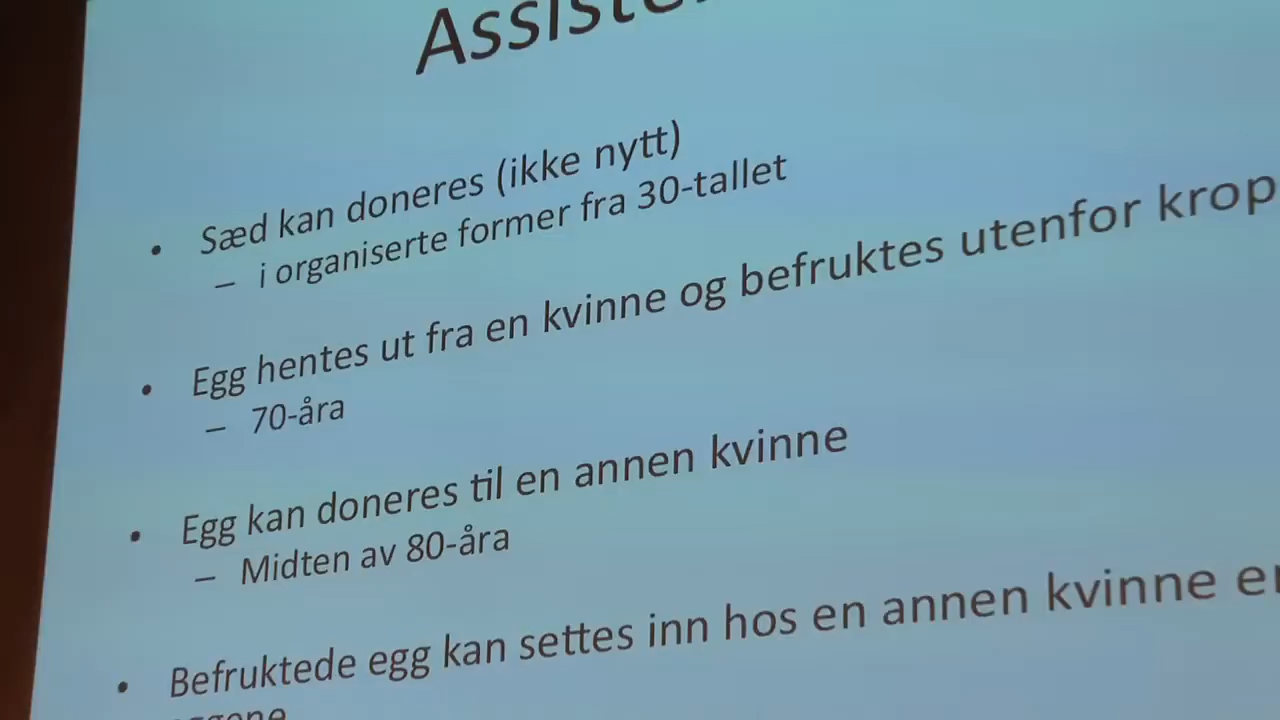 • Sæd kan doneres (ikke nytt)
– i organiserte former fra 30-tallet
• Egg hentes ut fra en kvinne og befruktes utenfor
• 
– 70-åra
• Egg kan doneres til en annen kvinne
– Midten av 80-åra
• Befruktede egg kan settes inn hos en annen kvinne